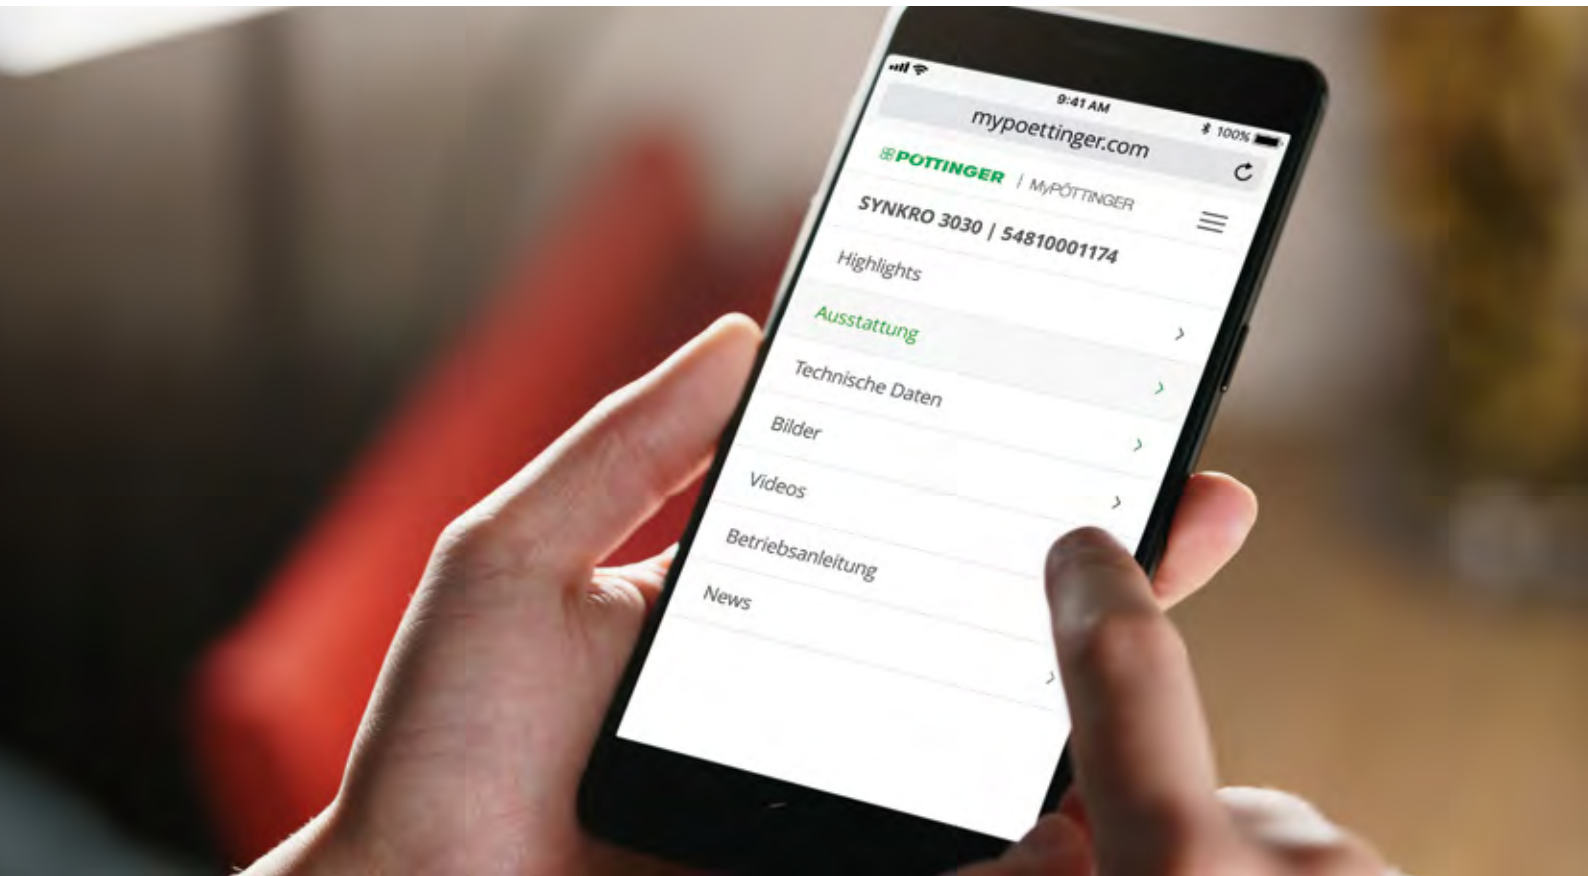 9:41 AM
100%
mypoettinger.com
PÖTTINGER | MyPÖTTINGER
SYNKRO 3030 | 54810001174
Highlights
Ausstattung
Technische Daten
Bilder
Videos
Betriebsanleitung
News